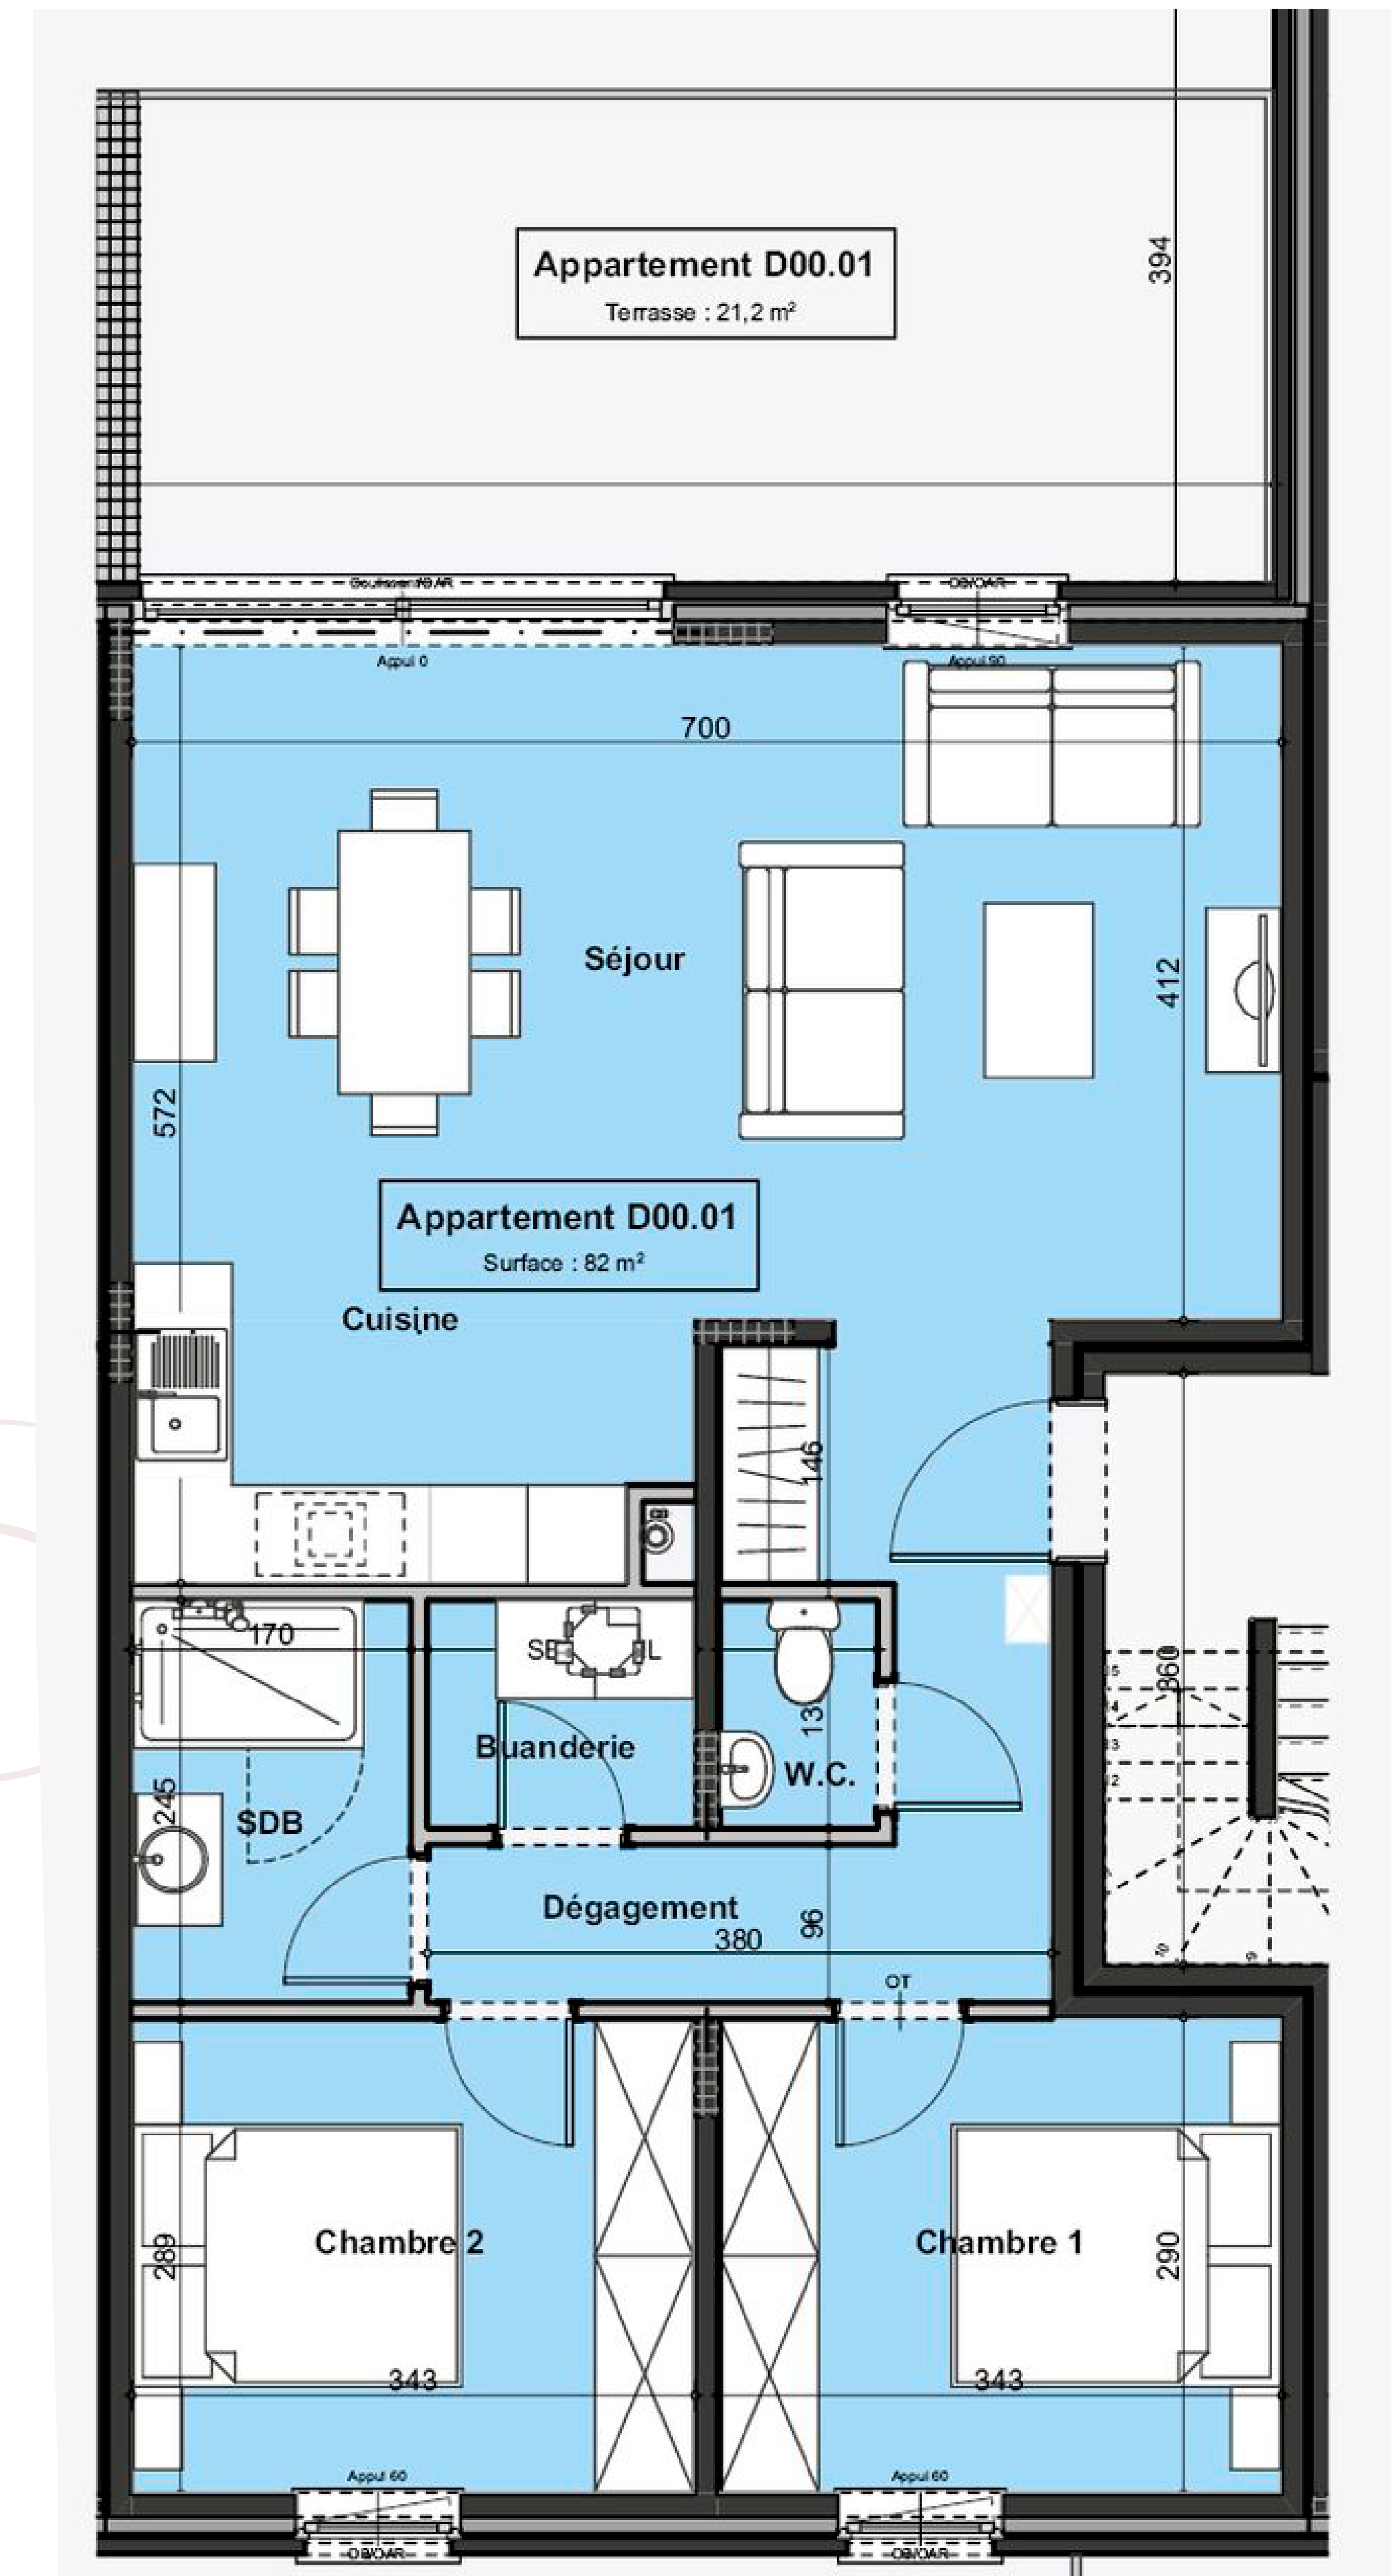 Appartement D00.01
Terrasse : 21,2 m²
394
OB/OAR
Appui 0
Appui 90
700
Séjour
412
572
Appartement D00.01
Surface : 82 m²
Cuisine
146
170
360
Buanderie
W.C.
245
SDB
Dégagement
96
380
OT
Chambre 2
Chambre 1
289
290
343
343
Appui 60
Appui 60
OB/OAR
OB/OAR